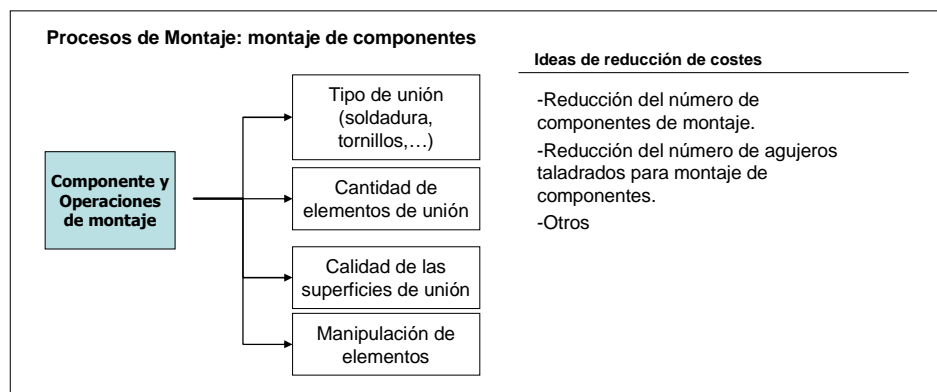 Procesos de Montaje: montaje de componentes
Componente y
Operaciones
de montaje
Tipo de unión
(soldadura,
tornillos,…)
Cantidad de
elementos de unión
Calidad de las
superficies de unión
Manipulación de
elementos
Ideas de reducción de costes
-Reducción del número de
componentes de montaje.
-Reducción del número de agujeros
taladrados para montaje de
componentes.
-Otros